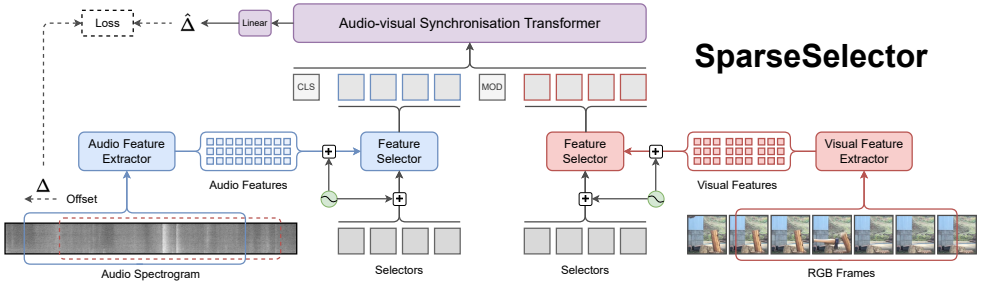 Loss
Δ̂
Linear
Audio-visual Synchronisation Transformer
SparseSelector
CLS
MOD
Audio Feature
Extractor
Audio Features
Feature
Selector
Feature
Selector
Visual Features
Visual Feature
Extractor
Δ
Offset
Audio Spectrogram
Selectors
Selectors
RGB Frames